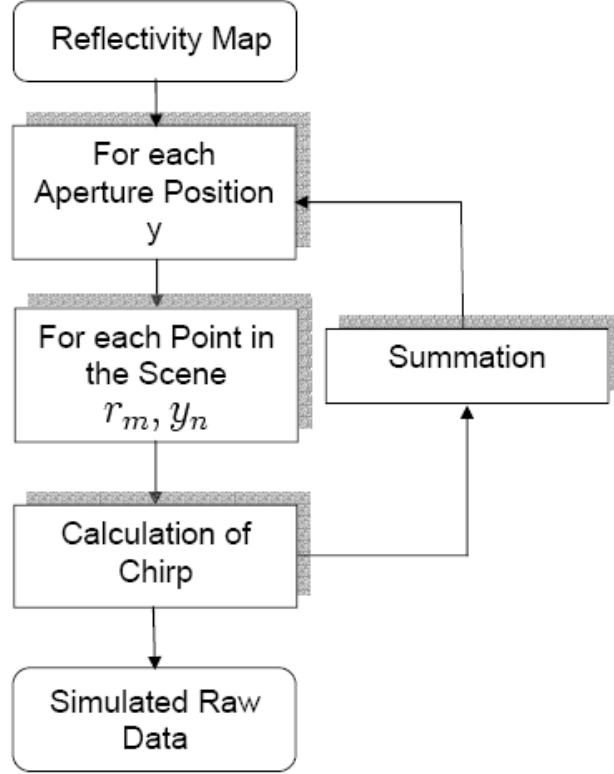 Reflectivity Map
For each
Aperture Position
y
For each Point in
the Scene
r_m, y_n
Summation
Calculation of
Chirp
Simulated Raw
Data